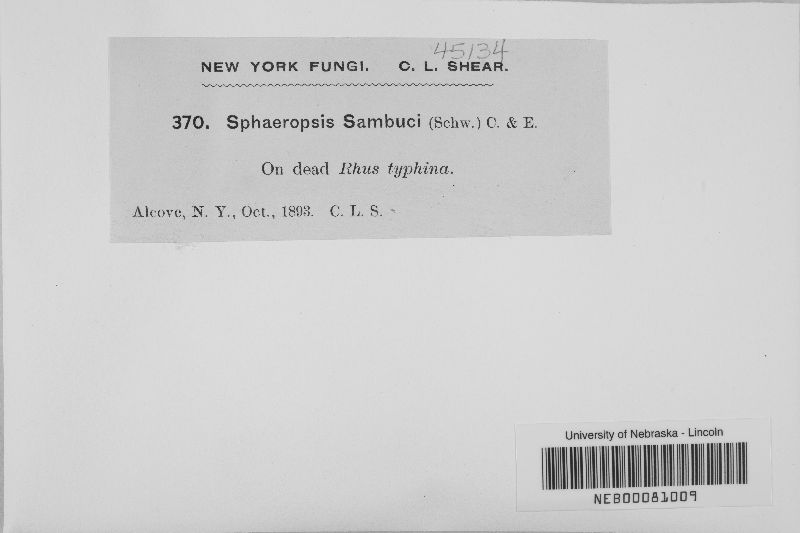 45134
NEW YORK FUNGI. C. L. SHEAR.
370. Sphaeropsis Sambuci (Schw.) C. & E.
On dead Rhus typhina.
Alcove, N. Y., Oct., 1893. C. L. S.
University of Nebraska - Lincoln
NEB00081009